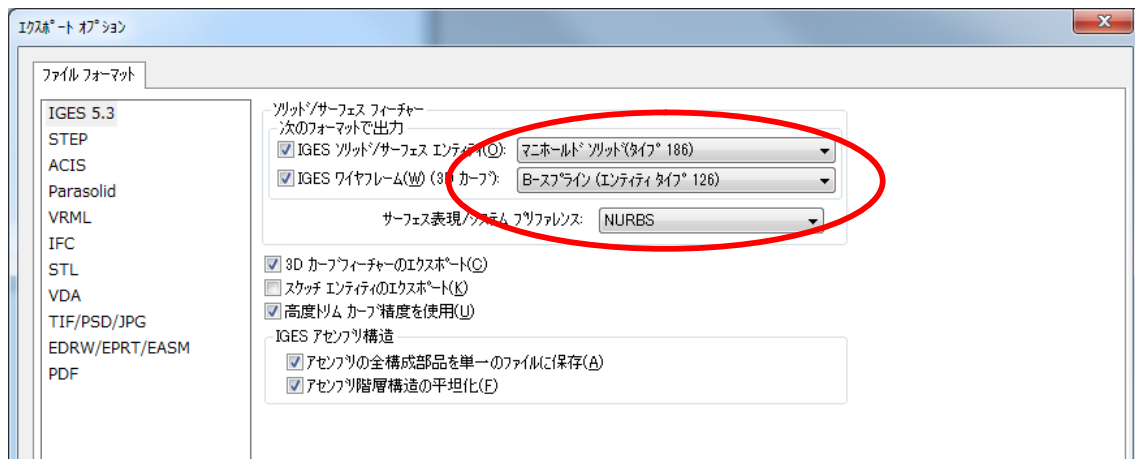 エクスポート オプション
ファイル フォーマット
IGES 5.3
STEP
ACIS
Parasolid
VRML
IFC
STL
VDA
TIF/PSD/JPG
EDRW/EPRT/EASM
PDF
ソリッド/サーフェス フィーチャー
次のフォーマットで出力
IGES ソリッド/サーフェス エンティティ(O): マニホールド ソリッド(タイプ 186)
IGES ワイヤフレーム(W) (3D カーブ): B-スプライン (エンティティ タイプ 126)
サーフェス表現/システム プリファレンス: NURBS
3D カーブフィーチャーのエクスポート(C)
スケッチ エンティティのエクスポート(K)
高度トリム カーブ精度を使用(U)
IGES アセンブリ構造
アセンブリの全構成部品を単一のファイルに保存(A)
アセンブリ階層構造の平坦化(F)